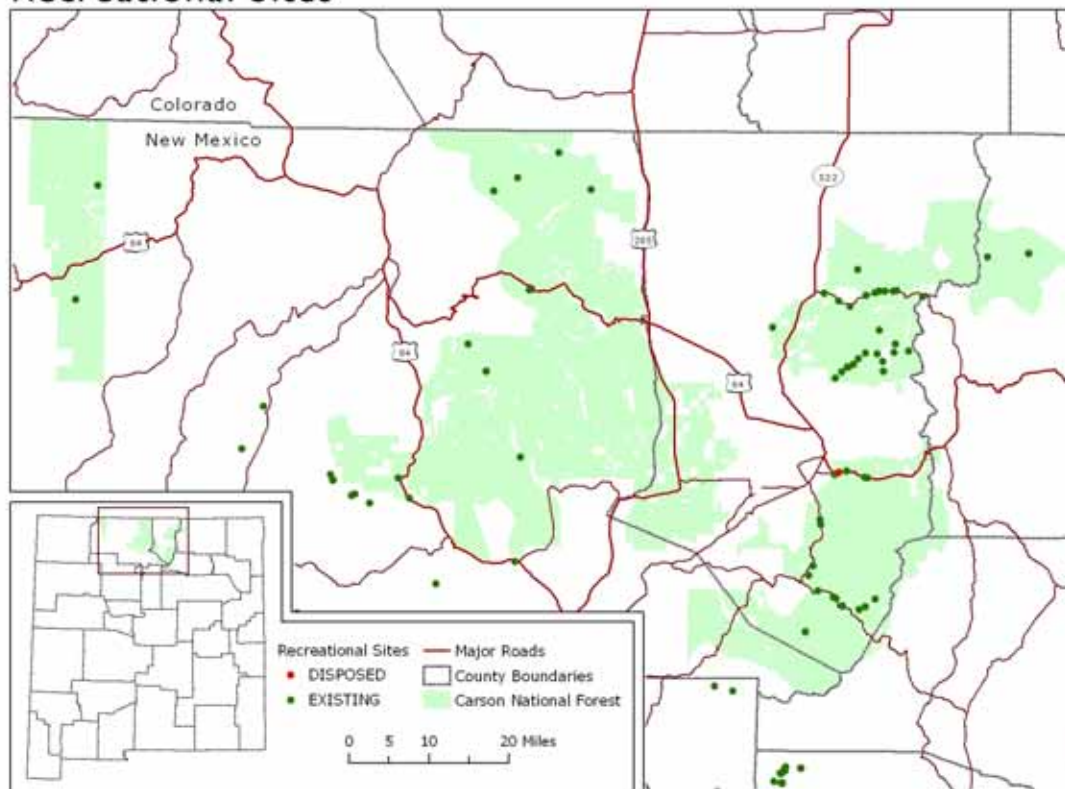 Recreational Sites
Colorado
New Mexico
522
64
285
84
64
Recreational Sites
DISPOSED
EXISTING
Major Roads
County Boundaries
Carson National Forest
0 5 10 20 Miles